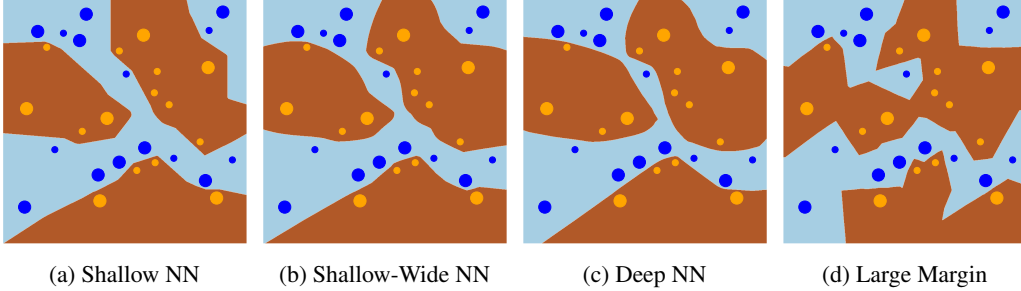 (a) Shallow NN
(b) Shallow-Wide NN
(c) Deep NN
(d) Large Margin